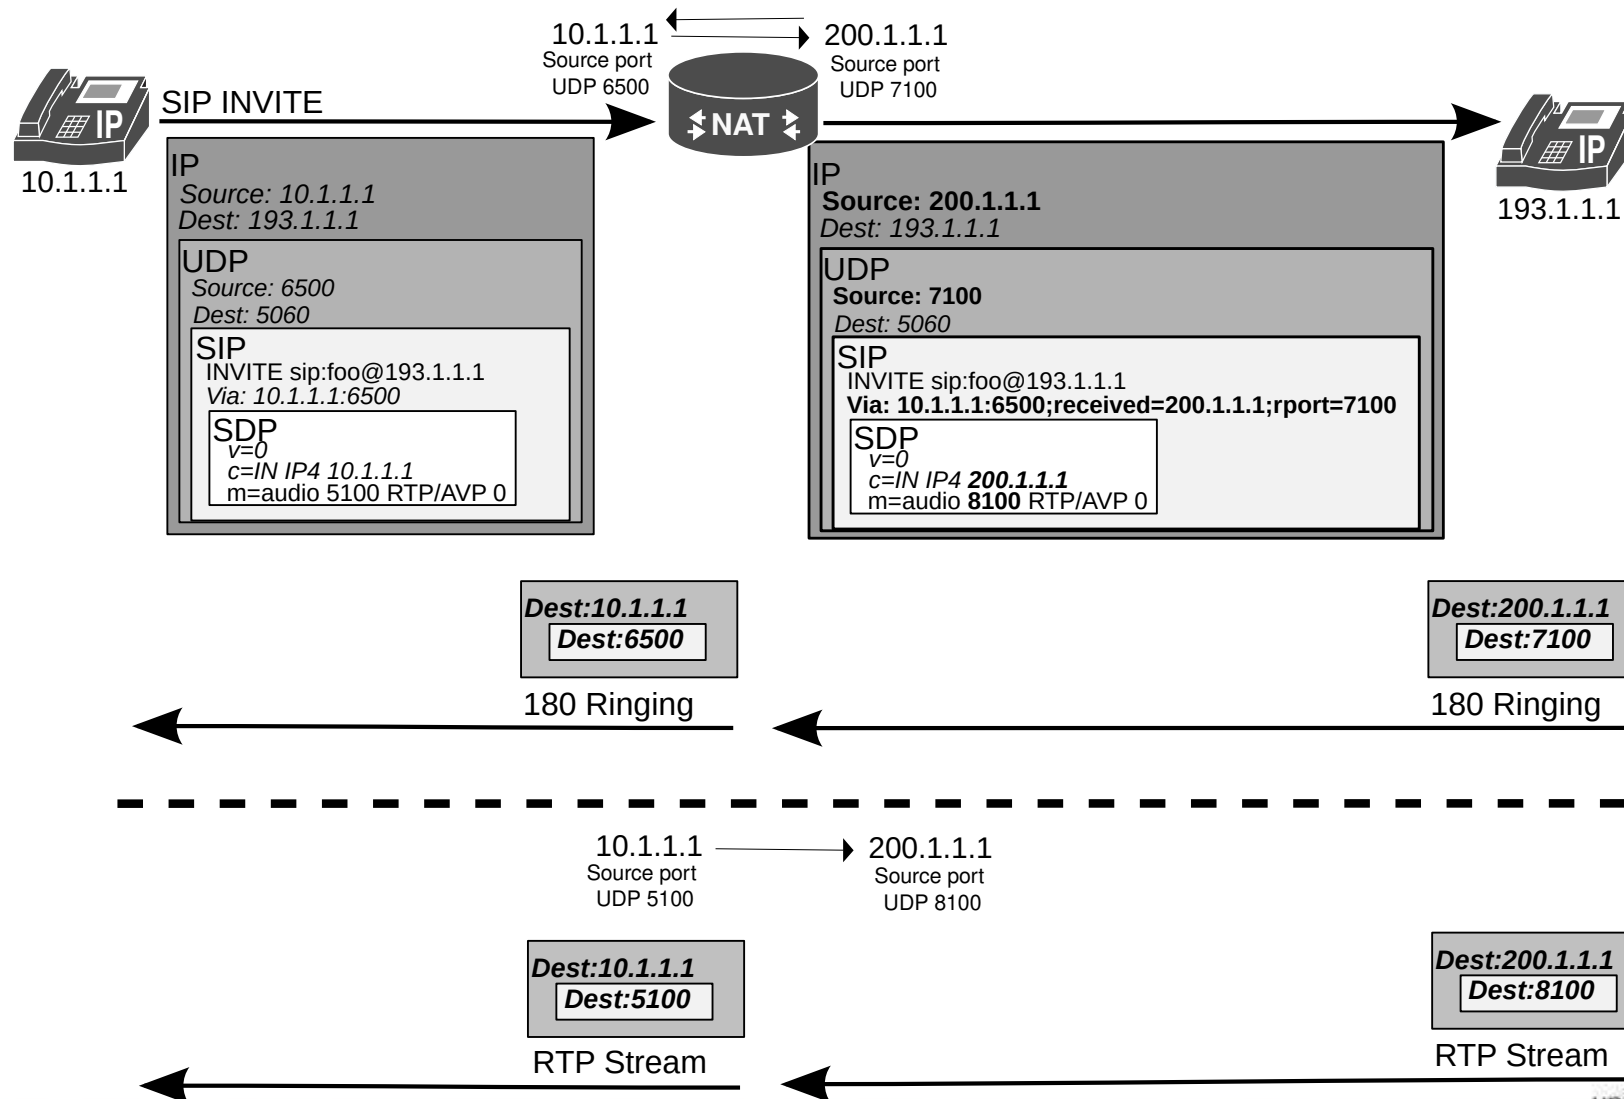 10.1.1.1
Source port
UDP 6500
200.1.1.1
Source port
UDP 7100
IP
10.1.1.1
SIP INVITE
NAT
IP
193.1.1.1
IP
Source: 10.1.1.1
Dest: 193.1.1.1
UDP
Source: 6500
Dest: 5060
SIP
INVITE sip:foo@193.1.1.1
Via: 10.1.1.1:6500
SDP
v=0
c=IN IP4 10.1.1.1
m=audio 5100 RTP/AVP 0
IP
Source: 200.1.1.1
Dest: 193.1.1.1
UDP
Source: 7100
Dest: 5060
SIP
INVITE sip:foo@193.1.1.1
Via: 10.1.1.1:6500;received=200.1.1.1;rport=7100
SDP
v=0
c=IN IP4 200.1.1.1
m=audio 8100 RTP/AVP 0
Dest:10.1.1.1
Dest:6500
180 Ringing
Dest:200.1.1.1
Dest:7100
180 Ringing
10.1.1.1
Source port
UDP 5100
200.1.1.1
Source port
UDP 8100
Dest:10.1.1.1
Dest:5100
RTP Stream
Dest:200.1.1.1
Dest:8100
RTP Stream